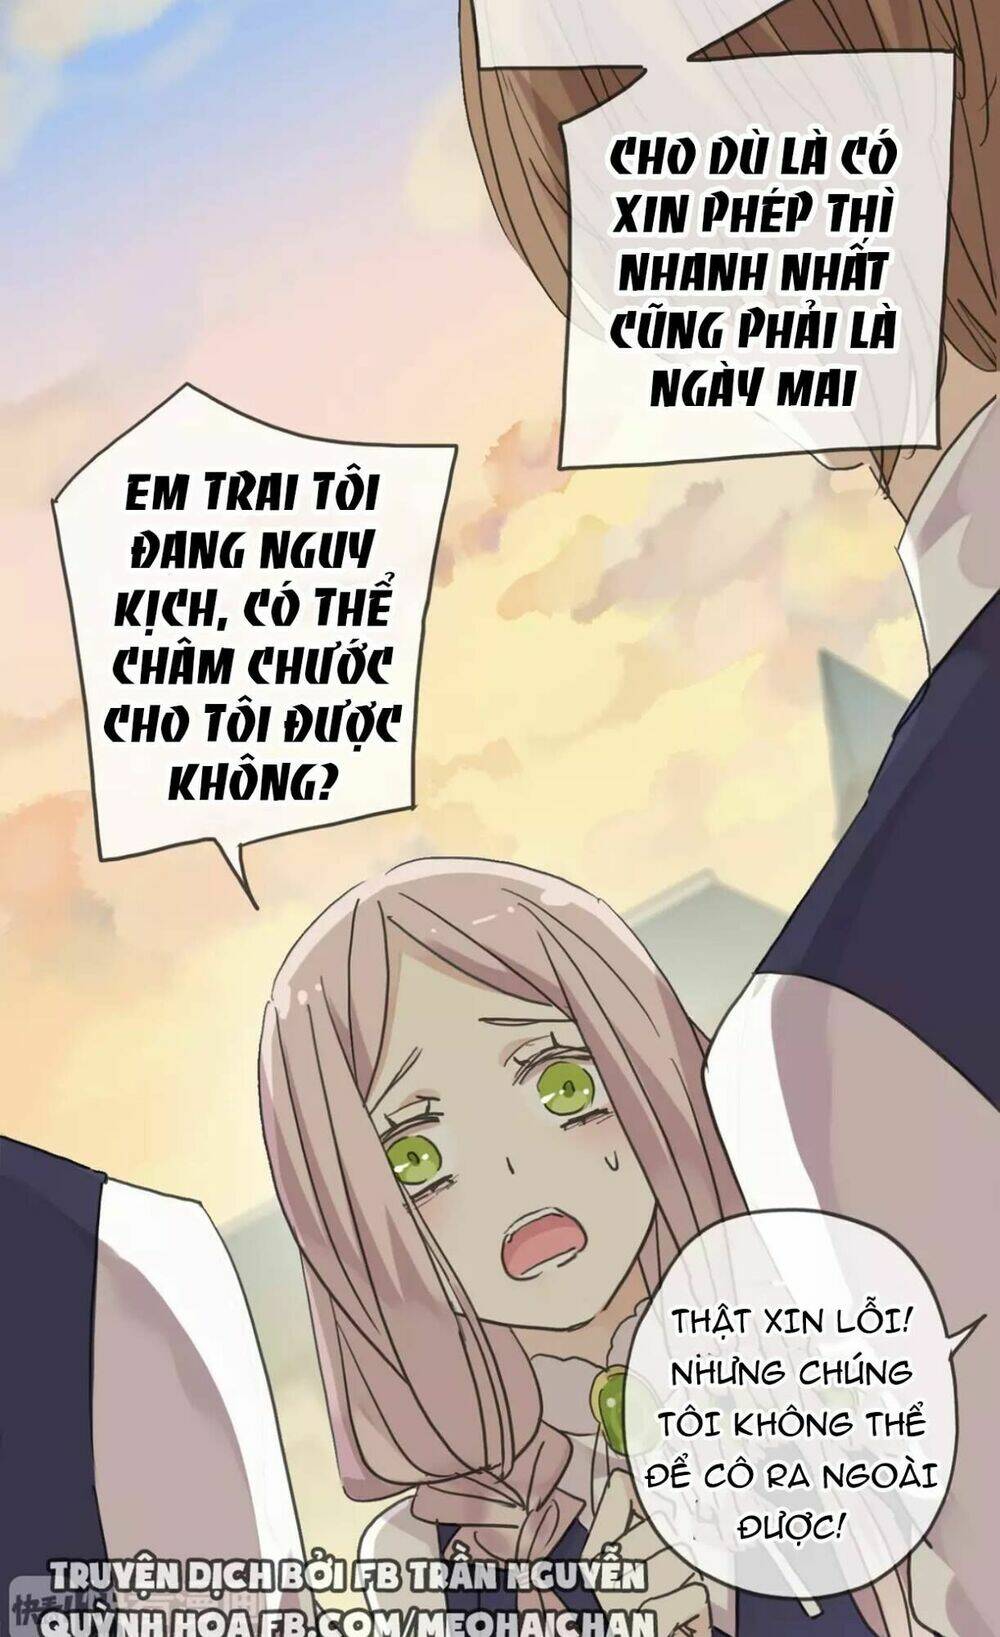 CHO DÙ LÀ CÓ
XIN PHÉP THÌ
NHANH NHẤT
CŨNG PHẢI LÀ
NGÀY MAI
EM TRAI TÔI
ĐANG NGUY
KỊCH, CÓ THỂ
CHÂM CHƯỚC
CHO TÔI ĐƯỢC
KHÔNG?
THẬT XIN LỖI!
NHƯNG CHÚNG
TÔI KHÔNG THỂ
ĐỂ CÔ RA NGOÀI
ĐƯỢC!
TRUYỆN DỊCH BỞI FB TRẦN NGUYỄN
QUỲNH HOA FB.COM/MEOHAICHAN